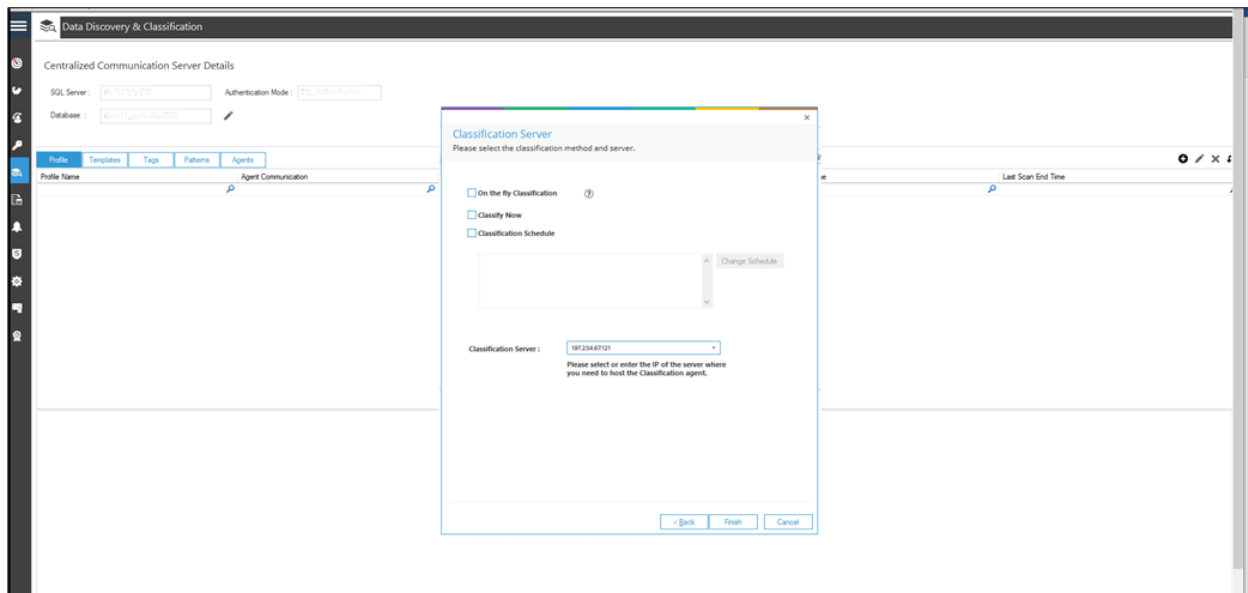 Data Discovery & Classification
Centralized Communication Server Details
SQL Server :
Authentication Mode :
Database :
Profile
Templates
Tags
Patterns
Agents
Profile Name
Agent Communication
Last Scan End Time
Classification Server
Please select the classification method and server.
On the fly Classification
?
Classify Now
Classification Schedule
Change Schedule
Classification Server :
197.234.67.121
Please select or enter the IP of the server where
you need to host the Classification agent.
< Back
Finish
Cancel